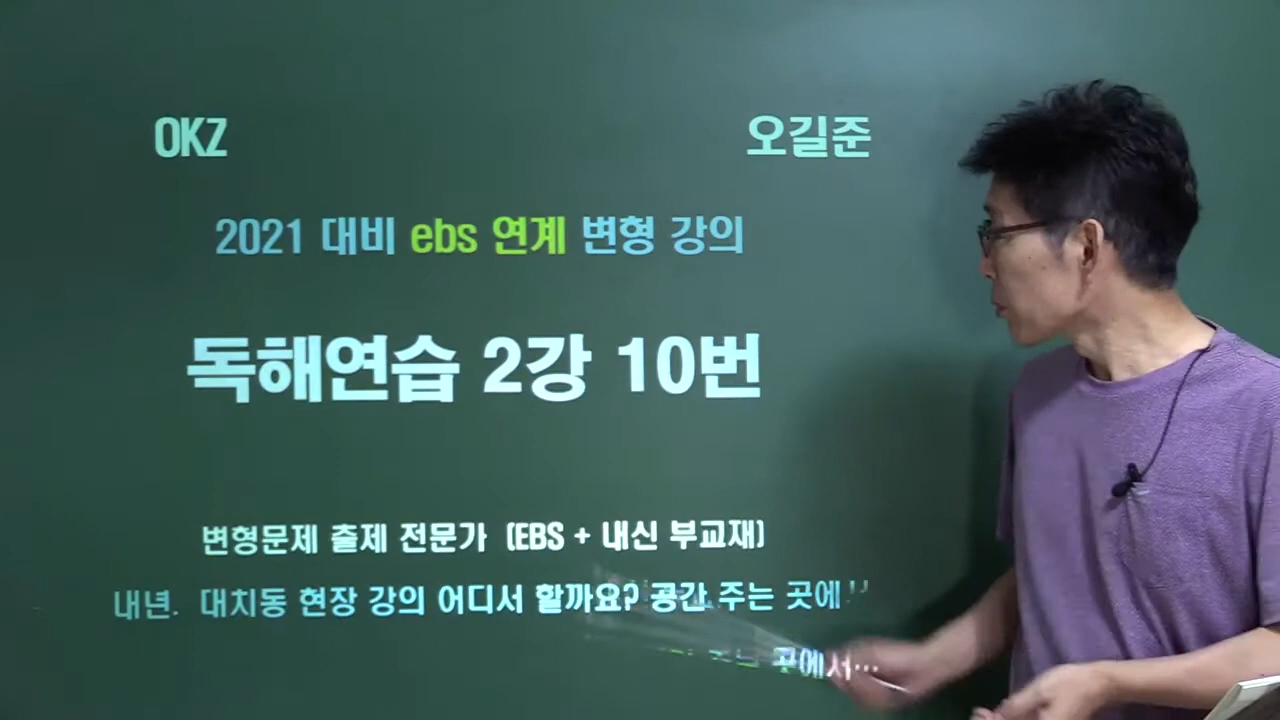 OKZ 오길준
2021 대비 ebs 연계 변형 강의
독해연습 2강 10번
변형문제 출제 전문가 (EBS + 내신 부교재)
내년. 대치동 현장 강의 어디서 할까요? 공간 주는 곳에
곳에서…